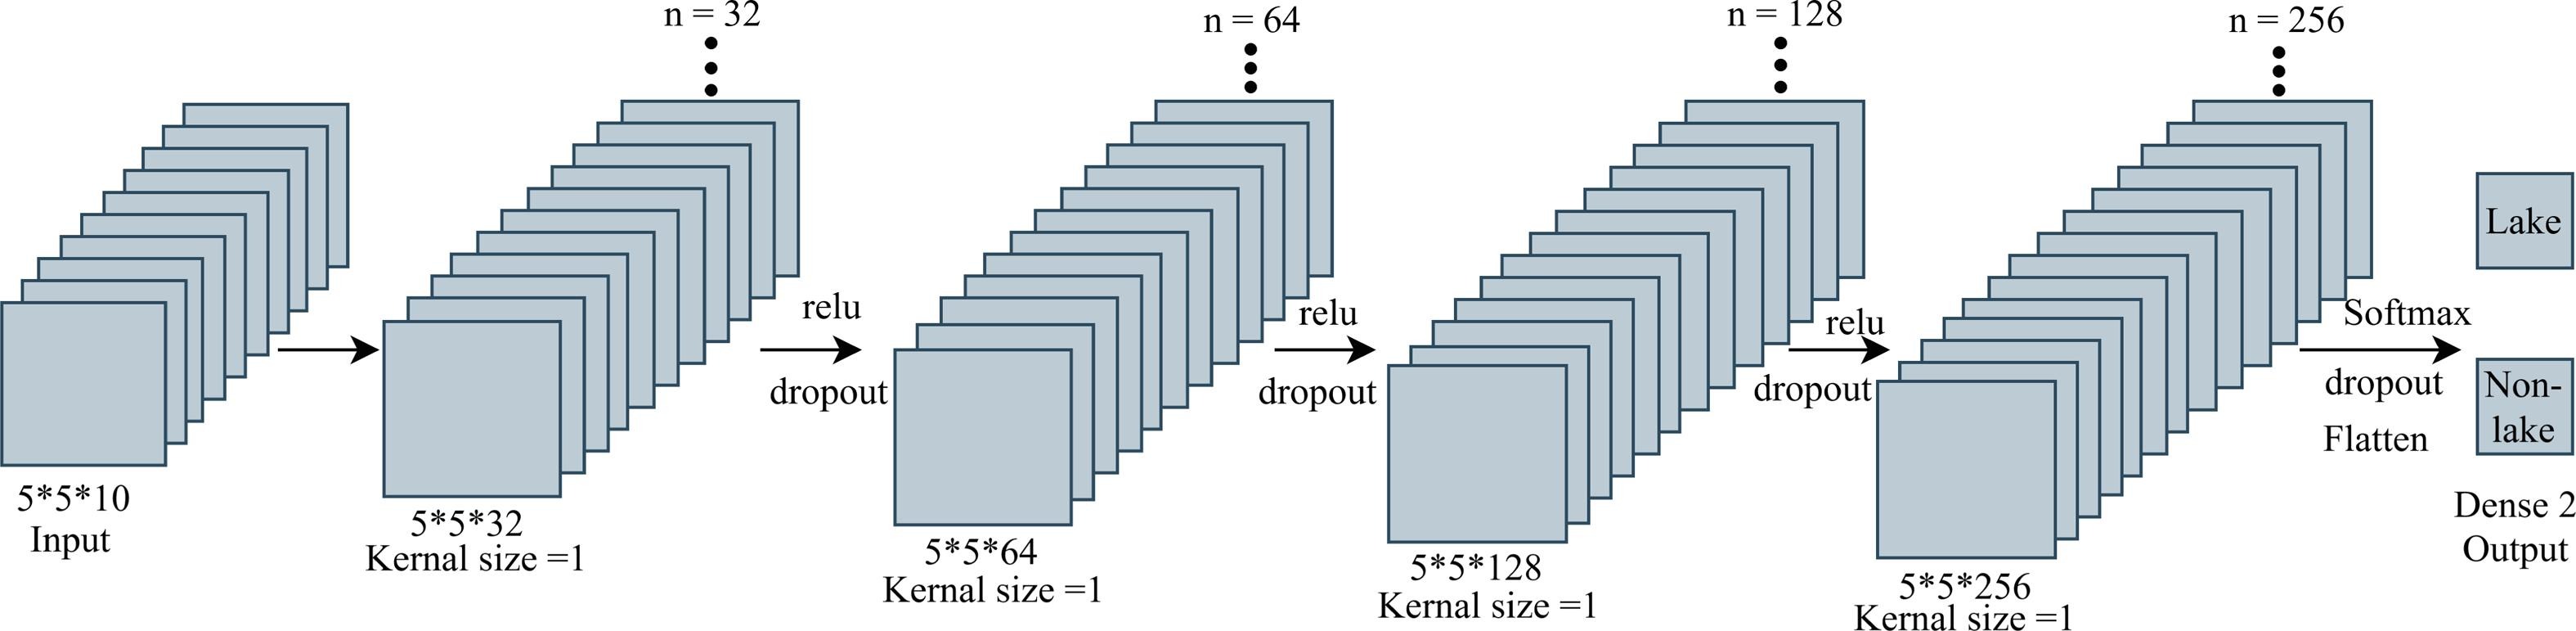 n = 32
n = 64
n = 128
n = 256
5*5*10
Input
5*5*32
Kernal size =1
relu
dropout
5*5*64
Kernal size =1
relu
dropout
5*5*128
Kernal size =1
relu
dropout
5*5*256
Kernal size =1
Softmax
dropout
Flatten
Lake
Non-
lake
Dense 2
Output